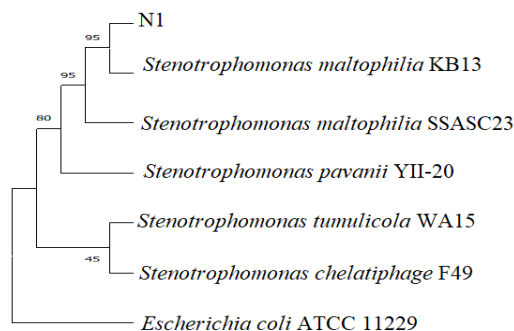 N1
95
Stenotrophomonas maltophilia KB13
95
Stenotrophomonas maltophilia SSASC23
80
Stenotrophomonas pavanii YII-20
Stenotrophomonas tumulicola WA15
45
Stenotrophomonas chelatiphage F49
Escherichia coli ATCC 11229